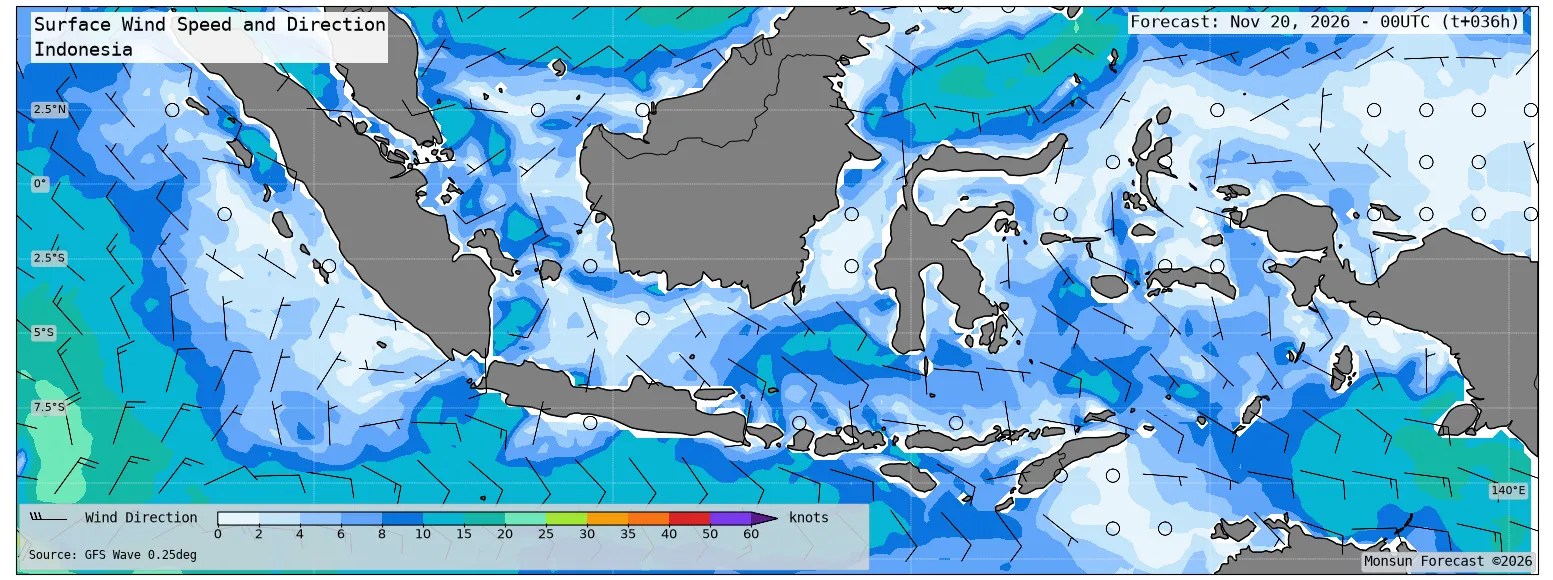 Surface Wind Speed and Direction
Indonesia
Forecast: Nov 20, 2026 - 00UTC (t+036h)
2.5°N
0°
2.5°S
5°S
7.5°S
140°E
Wind Direction
0 2 4 6 8 10 15 20 25 30 35 40 50 60 knots
Source: GFS Wave 0.25deg
Monsun Forecast ©2026